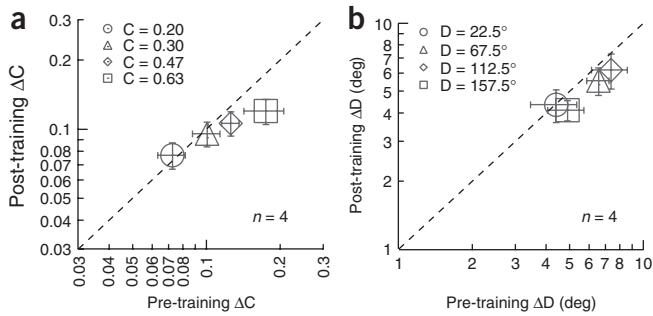 a
Post-training ΔC
0.3
0.2
0.1
0.08
0.07
0.06
0.05
0.04
0.03
C = 0.20
C = 0.30
C = 0.47
C = 0.63
n = 4
0.03
0.04
0.05
0.06
0.07
0.08
0.1
0.2
0.3
Pre-training ΔC
b
Post-training ΔD (deg)
10
8
7
6
5
4
3
2
1
D = 22.5°
D = 67.5°
D = 112.5°
D = 157.5°
n = 4
1 2 3 4 5 6 7 8 10
Pre-training ΔD (deg)